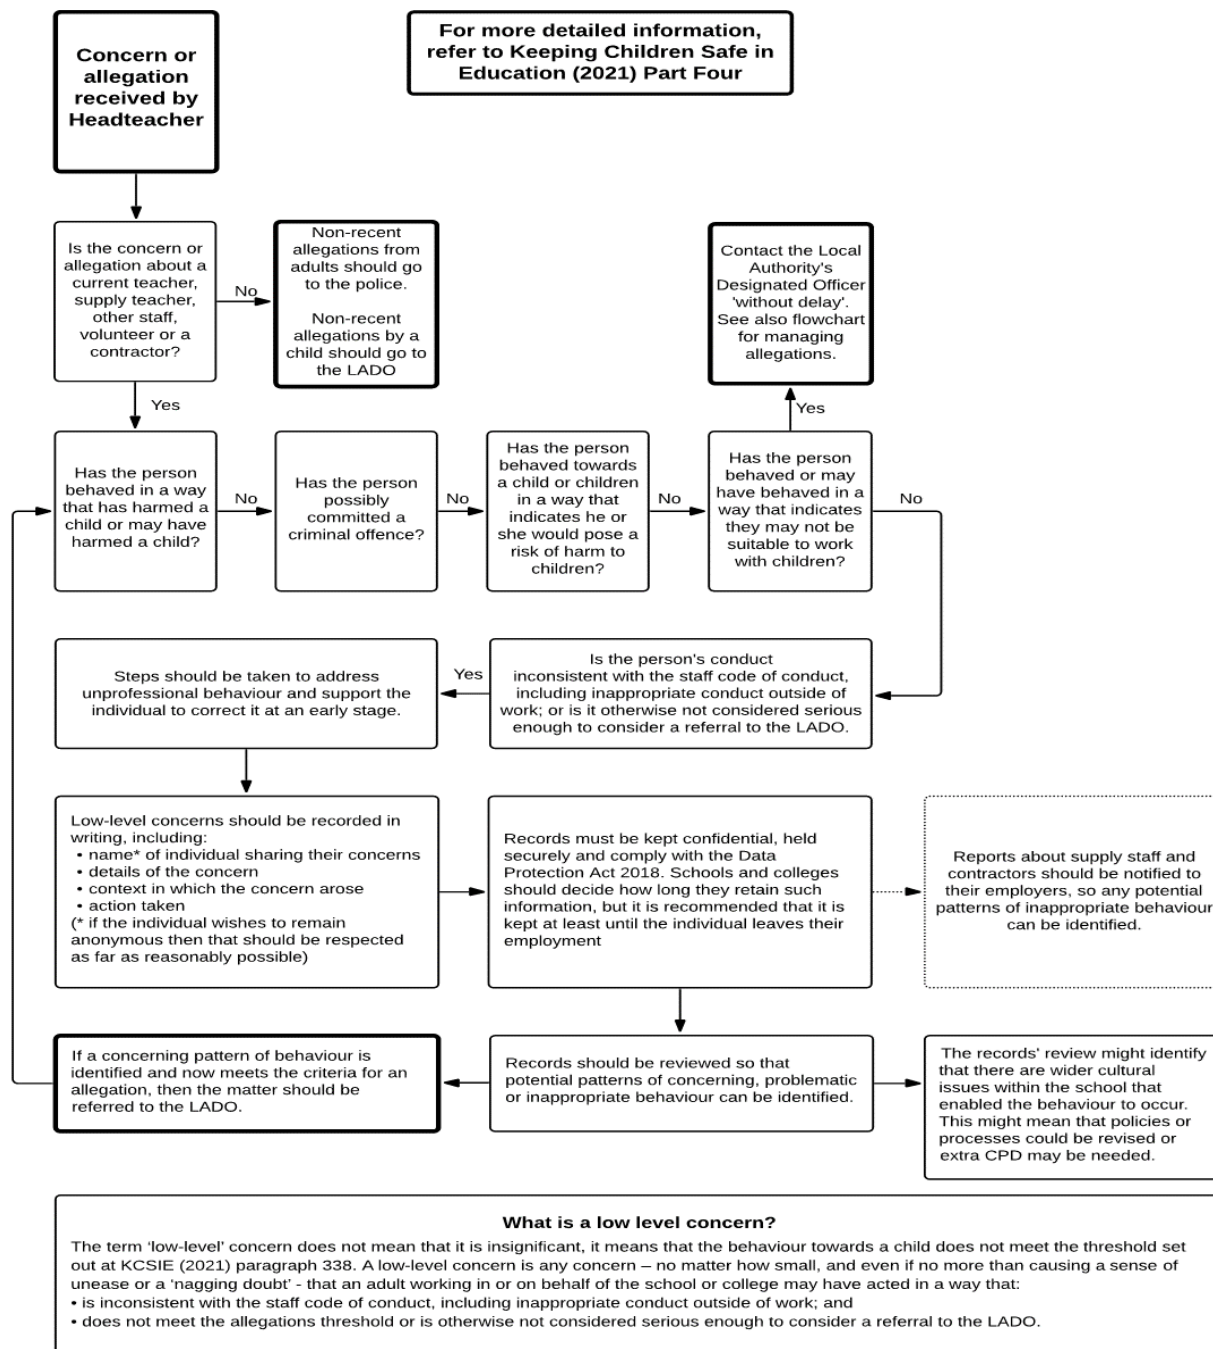 Concern or
allegation
received by
Headteacher
For more detailed information,
refer to Keeping Children Safe in
Education (2021) Part Four
Is the concern or
allegation about a
current teacher,
supply teacher,
other staff,
volunteer or a
contractor?
No
Non-recent
allegations from
adults should go
to the police.
Non-recent
allegations by a
child should go to
the LADO
Contact the Local
Authority's
Designated Officer
'without delay'.
See also flowchart
for managing
allegations.
Yes
Yes
Has the person
behaved in a way
that has harmed a
child or may have
harmed a child?
No
Has the person
possibly
committed a
criminal offence?
No
Has the person
behaved towards
a child or children
in a way that
indicates he or
she would pose a
risk of harm to
children?
No
Has the person
behaved or may
have behaved in a
way that indicates
they may not be
suitable to work
with children?
No
Steps should be taken to address
unprofessional behaviour and support the
individual to correct it at an early stage.
Yes
Is the person's conduct
inconsistent with the staff code of conduct,
including inappropriate conduct outside of
work; or is it otherwise not considered serious
enough to consider a referral to the LADO.
Low-level concerns should be recorded in
writing, including:
• name* of individual sharing their concerns
• details of the concern
• context in which the concern arose
• action taken
(* if the individual wishes to remain
anonymous then that should be respected
as far as reasonably possible)
Records must be kept confidential, held
securely and comply with the Data
Protection Act 2018. Schools and colleges
should decide how long they retain such
information, but it is recommended that it is
kept at least until the individual leaves their
employment
Reports about supply staff and
contractors should be notified to
their employers, so any potential
patterns of inappropriate behaviour
can be identified.
If a concerning pattern of behaviour is
identified and now meets the criteria for an
allegation, then the matter should be
referred to the LADO.
Records should be reviewed so that
potential patterns of concerning, problematic
or inappropriate behaviour can be identified.
The records' review might identify
that there are wider cultural
issues within the school that
enabled the behaviour to occur.
This might mean that policies or
processes could be revised or
extra CPD may be needed.
What is a low level concern?
The term ‘low-level’ concern does not mean that it is insignificant, it means that the behaviour towards a child does not meet the threshold set
out at KCSIE (2021) paragraph 338. A low-level concern is any concern – no matter how small, and even if no more than causing a sense of
unease or a ‘nagging doubt’ - that an adult working in or on behalf of the school or college may have acted in a way that:
• is inconsistent with the staff code of conduct, including inappropriate conduct outside of work; and
• does not meet the allegations threshold or is otherwise not considered serious enough to consider a referral to the LADO.